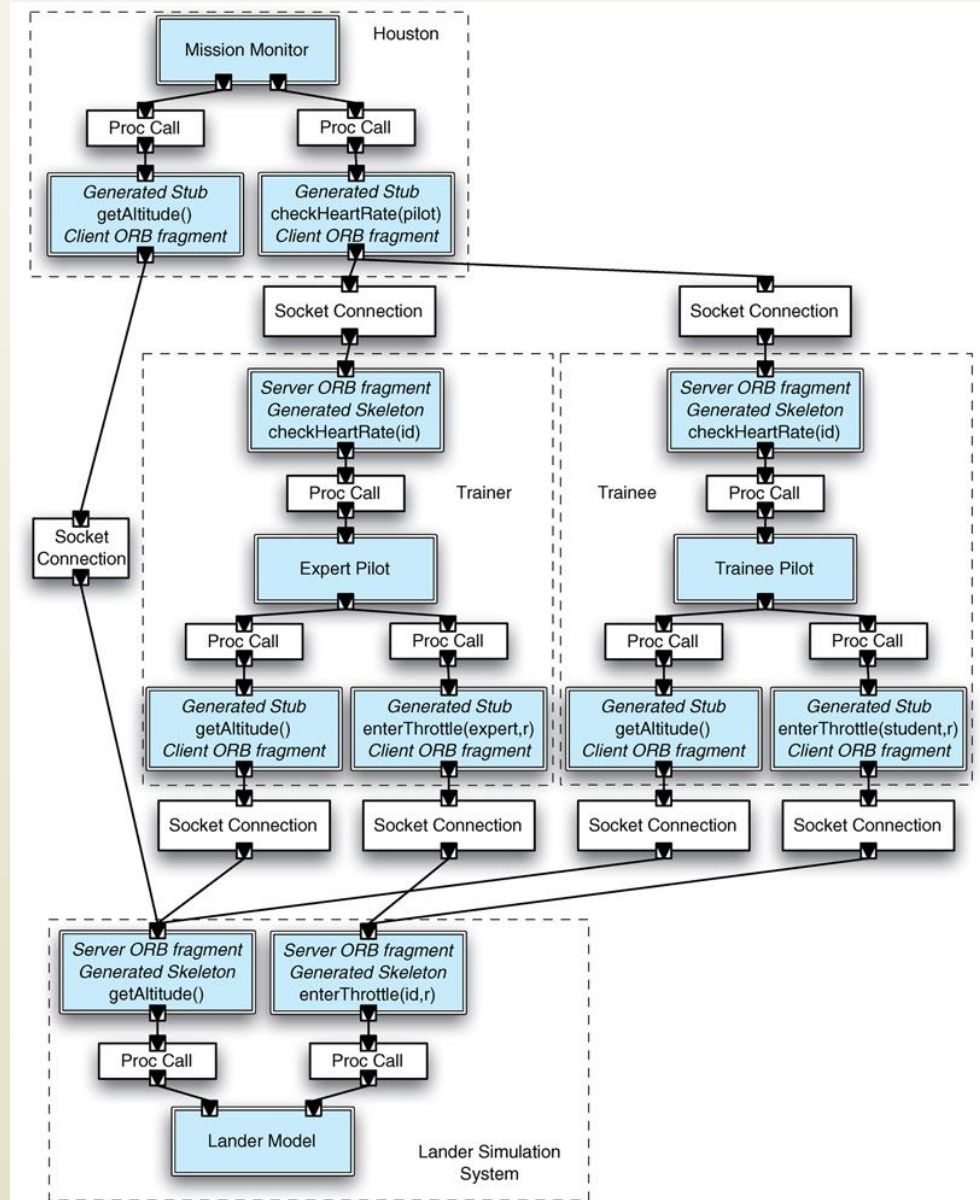 Houston
Mission Monitor
Proc Call
Proc Call
Generated Stub
getAltitude()
Client ORB fragment
Generated Stub
checkHeartRate(pilot)
Client ORB fragment
Socket Connection
Socket Connection
Server ORB fragment
Generated Skeleton
checkHeartRate(id)
Server ORB fragment
Generated Skeleton
checkHeartRate(id)
Proc Call
Trainer
Trainee
Proc Call
Socket
Connection
Expert Pilot
Trainee Pilot
Proc Call
Proc Call
Proc Call
Proc Call
Generated Stub
getAltitude()
Client ORB fragment
Generated Stub
enterThrottle(expert,r)
Client ORB fragment
Generated Stub
getAltitude()
Client ORB fragment
Generated Stub
enterThrottle(student,r)
Client ORB fragment
Socket Connection
Socket Connection
Socket Connection
Socket Connection
Server ORB fragment
Generated Skeleton
getAltitude()
Server ORB fragment
Generated Skeleton
enterThrottle(id,r)
Proc Call
Proc Call
Lander Model
Lander Simulation
System